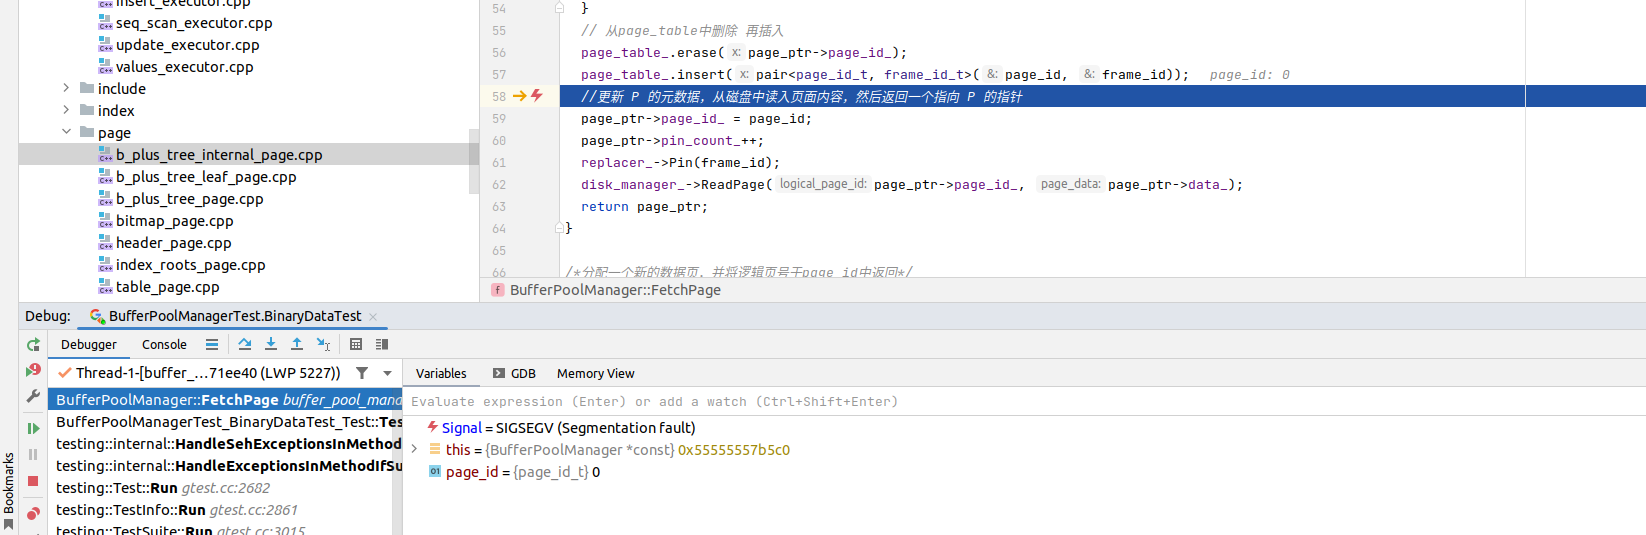 insert_executor.cpp
seq_scan_executor.cpp
update_executor.cpp
values_executor.cpp
include
index
page
b_plus_tree_internal_page.cpp
b_plus_tree_leaf_page.cpp
b_plus_tree_page.cpp
bitmap_page.cpp
header_page.cpp
index_roots_page.cpp
table_page.cpp
54 }
55 // 从page_table中删除 再插入
56 page_table_.erase( x: page_ptr->page_id_);
57 page_table_.insert( x: pair<page_id_t, frame_id_t>( &: page_id, &: frame_id)); page_id: 0
58 //更新 P 的元数据，从磁盘中读入页面内容，然后返回一个指向 P 的指针
59 page_ptr->page_id_ = page_id;
60 page_ptr->pin_count_++;
61 replacer_->Pin(frame_id);
62 disk_manager_->ReadPage( logical_page_id: page_ptr->page_id_, page_data: page_ptr->data_);
63 return page_ptr;
64 }
65
66 /*分配一个新的数据页，并将逻辑页号于page_id中返回*/
f BufferPoolManager::FetchPage
Debug: BufferPoolManagerTest.BinaryDataTest
Debugger Console
Thread-1-[buffer_...71ee40 (LWP 5227))
BufferPoolManager::FetchPage buffer_pool_mana
BufferPoolManagerTest_BinaryDataTest_Test::Tes
testing::internal::HandleSehExceptionsInMethod
testing::internal::HandleExceptionsInMethodIfSu
testing::Test::Run gtest.cc:2682
testing::TestInfo::Run gtest.cc:2861
testing::TestSuite::Run gtest.cc:3015
Variables GDB Memory View
Evaluate expression (Enter) or add a watch (Ctrl+Shift+Enter)
Signal = SIGSEGV (Segmentation fault)
this = {BufferPoolManager *const} 0x55555557b5c0
01 page_id = {page_id_t} 0
Bookmarks